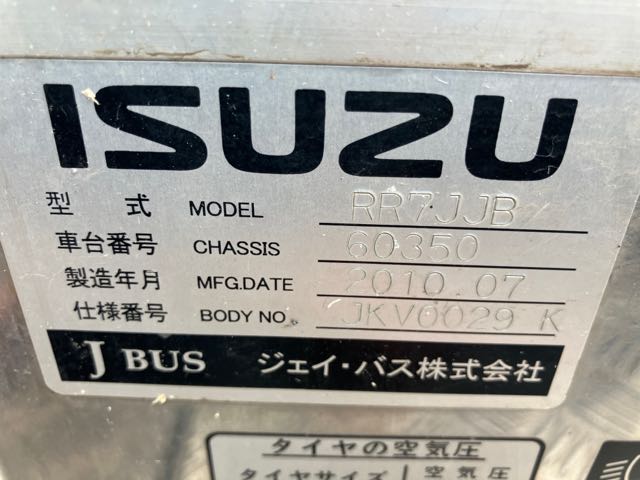 ISUZU
型 式 MODEL RR7JJB
車台番号 CHASSIS 60350
製造年月 MFG.DATE 2010.07
仕様番号 BODY NO. JKV0029 K
J BUS ジェイ・バス株式会社
タイヤの空気圧
タイヤサイズ 空気圧